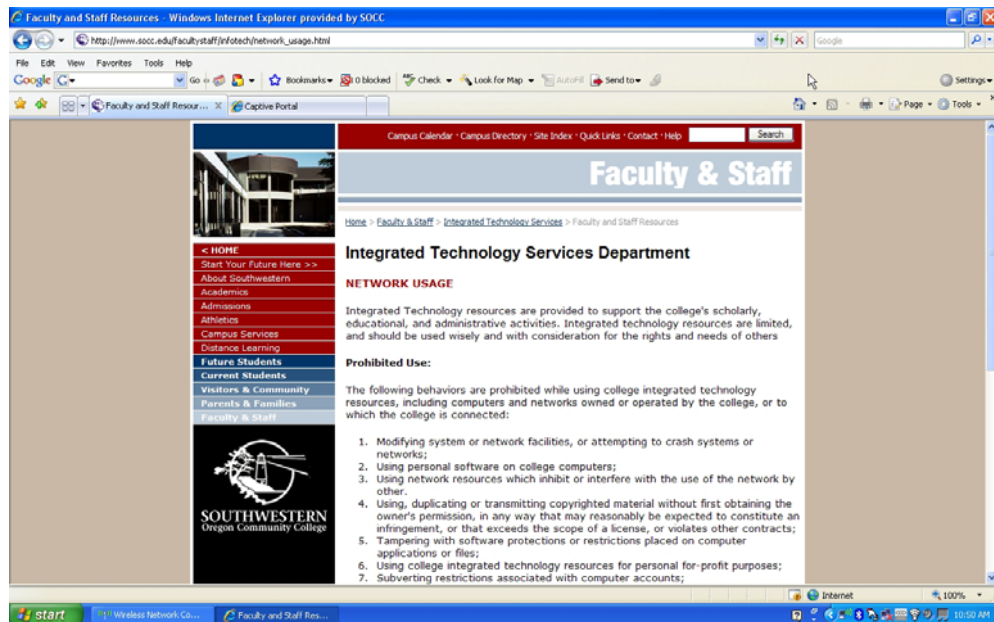 Faculty and Staff Resources - Windows Internet Explorer provided by SOCC
http://www.socc.edu/facultystaff/infotech/network_usage.html
Google
File Edit View Favorites Tools Help
Google G Go Bookmarks 0 blocked Check Look for Map AutoFill Send to Settings
Faculty and Staff Resour... X Captive Portal Page Tools
Campus Calendar · Campus Directory · Site Index · Quick Links · Contact · Help Search
Faculty & Staff
Home > Faculty & Staff > Integrated Technology Services > Faculty and Staff Resources
< HOME
Start Your Future Here >>
About Southwestern
Academics
Admissions
Athletics
Campus Services
Distance Learning
Future Students
Current Students
Visitors & Community
Parents & Families
Faculty & Staff
SOUTHWESTERN
Oregon Community College
Integrated Technology Services Department
NETWORK USAGE
Integrated Technology resources are provided to support the college's scholarly,
educational, and administrative activities. Integrated technology resources are limited,
and should be used wisely and with consideration for the rights and needs of others
Prohibited Use:
The following behaviors are prohibited while using college integrated technology
resources, including computers and networks owned or operated by the college, or to
which the college is connected:
1. Modifying system or network facilities, or attempting to crash systems or
networks;
2. Using personal software on college computers;
3. Using network resources which inhibit or interfere with the use of the network by
other.
4. Using, duplicating or transmitting copyrighted material without first obtaining the
owner's permission, in any way that may reasonably be expected to constitute an
infringement, or that exceeds the scope of a license, or violates other contracts;
5. Tampering with software protections or restrictions placed on computer
applications or files;
6. Using college integrated technology resources for personal for-profit purposes;
7. Subverting restrictions associated with computer accounts;
Internet 100%
start Wireless Network Co... Faculty and Staff Res... 10:50 AM